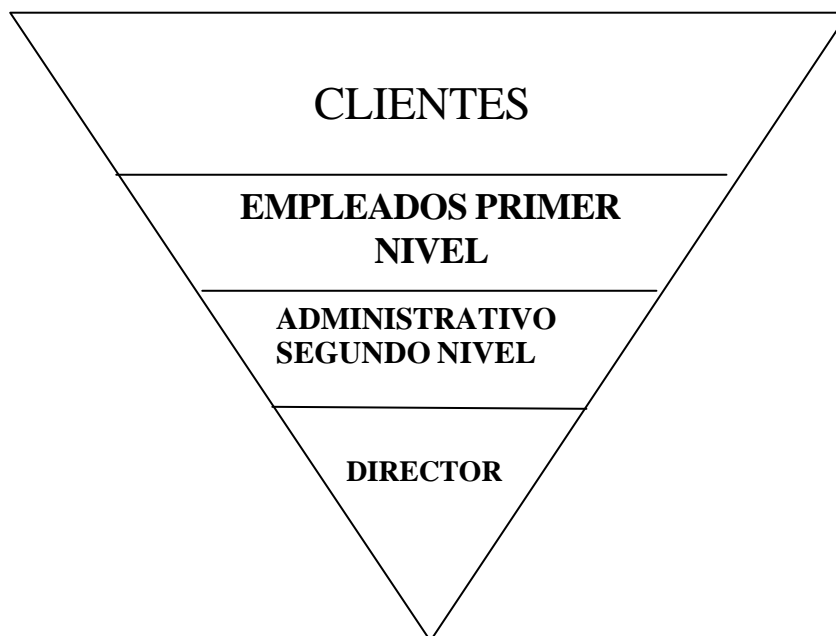 CLIENTES
EMPLEADOS PRIMER
NIVEL
ADMINISTRATIVO
SEGUNDO NIVEL
DIRECTOR